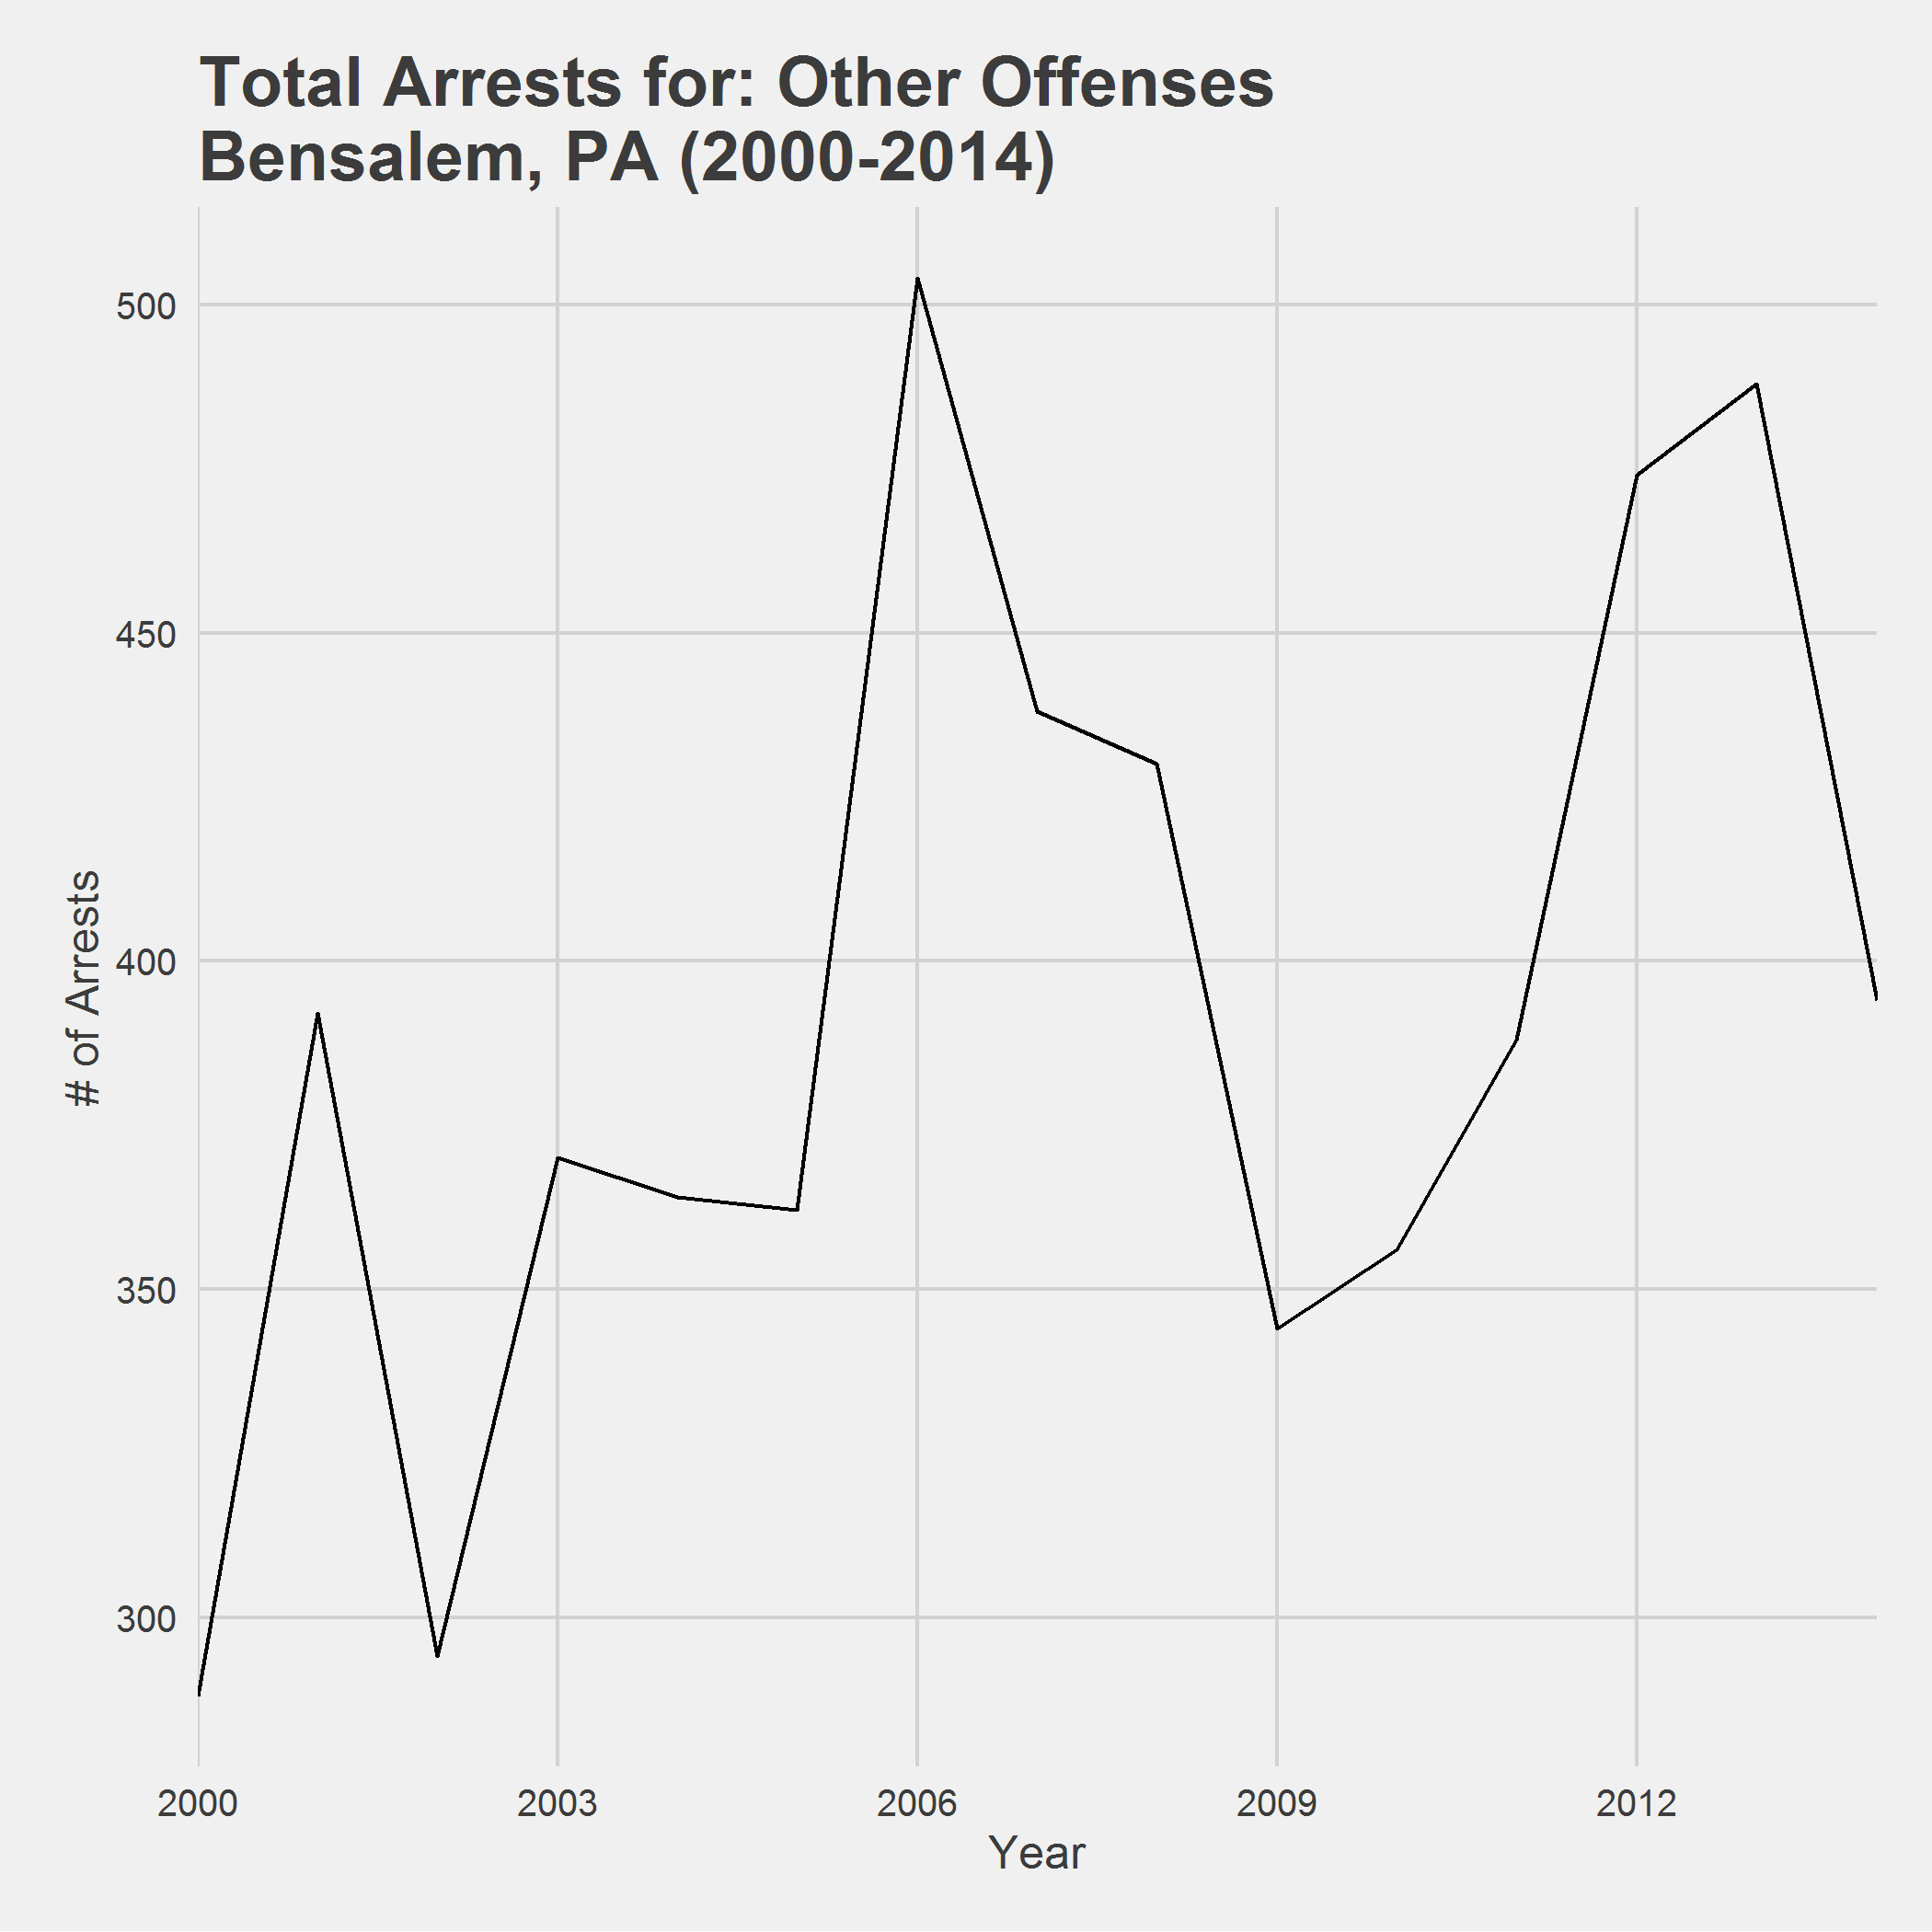 Total Arrests for: Other Offenses
Bensalem, PA (2000-2014)
500
450
400
350
300
# of Arrests
2000 2003 2006 2009 2012
Year